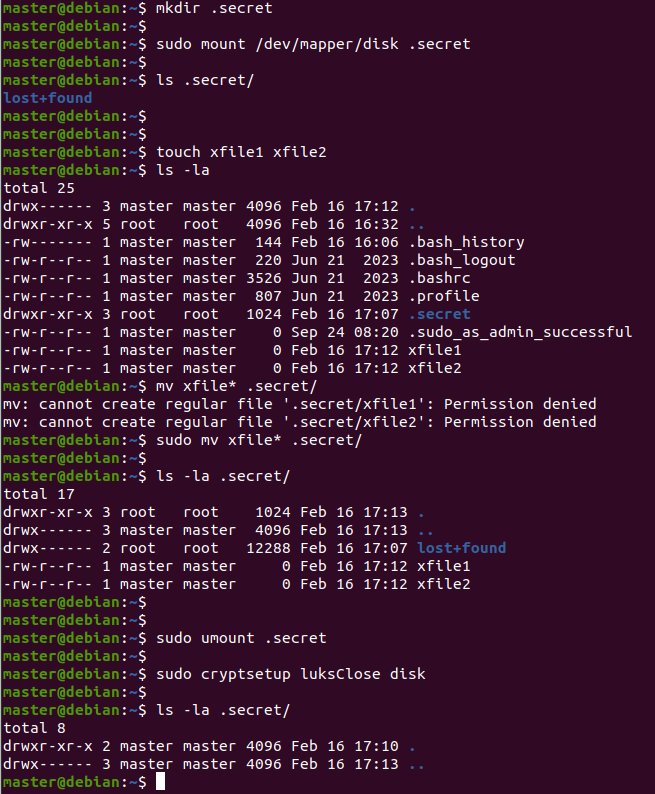 master@debian:~$ mkdir .secret
master@debian:~$
master@debian:~$ sudo mount /dev/mapper/disk .secret
master@debian:~$
master@debian:~$ ls .secret/
lost+found
master@debian:~$
master@debian:~$
master@debian:~$ touch xfile1 xfile2
master@debian:~$ ls -la
total 25
drwx------ 3 master master 4096 Feb 16 17:12 .
drwxr-xr-x 5 root   root   4096 Feb 16 16:32 ..
-rw------- 1 master master  144 Feb 16 16:06 .bash_history
-rw-r--r-- 1 master master  220 Jun 21  2023 .bash_logout
-rw-r--r-- 1 master master 3526 Jun 21  2023 .bashrc
-rw-r--r-- 1 master master  807 Jun 21  2023 .profile
drwxr-xr-x 3 root   root   1024 Feb 16 17:07 .secret
-rw-r--r-- 1 master master    0 Sep 24 08:20 .sudo_as_admin_successful
-rw-r--r-- 1 master master    0 Feb 16 17:12 xfile1
-rw-r--r-- 1 master master    0 Feb 16 17:12 xfile2
master@debian:~$ mv xfile* .secret/
mv: cannot create regular file '.secret/xfile1': Permission denied
mv: cannot create regular file '.secret/xfile2': Permission denied
master@debian:~$ sudo mv xfile* .secret/
master@debian:~$
master@debian:~$ ls -la .secret/
total 17
drwxr-xr-x 3 root   root    1024 Feb 16 17:13 .
drwx------ 3 master master  4096 Feb 16 17:13 ..
drwx------ 2 root   root   12288 Feb 16 17:07 lost+found
-rw-r--r-- 1 master master     0 Feb 16 17:12 xfile1
-rw-r--r-- 1 master master     0 Feb 16 17:12 xfile2
master@debian:~$
master@debian:~$
master@debian:~$ sudo umount .secret
master@debian:~$
master@debian:~$ sudo cryptsetup luksClose disk
master@debian:~$
master@debian:~$ ls -la .secret/
total 8
drwxr-xr-x 2 master master 4096 Feb 16 17:10 .
drwx------ 3 master master 4096 Feb 16 17:13 ..
master@debian:~$